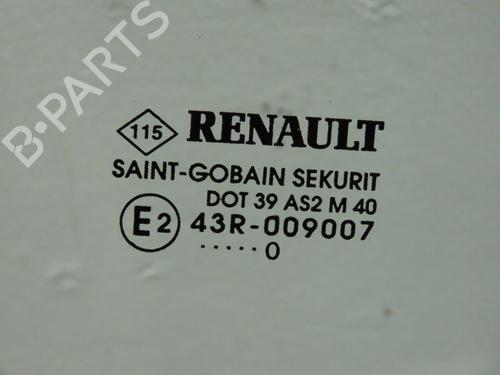 B-PARTS
115 RENAULT
SAINT-GOBAIN SEKURIT
DOT 39 AS2 M 40
E2 43R-009007
.....0